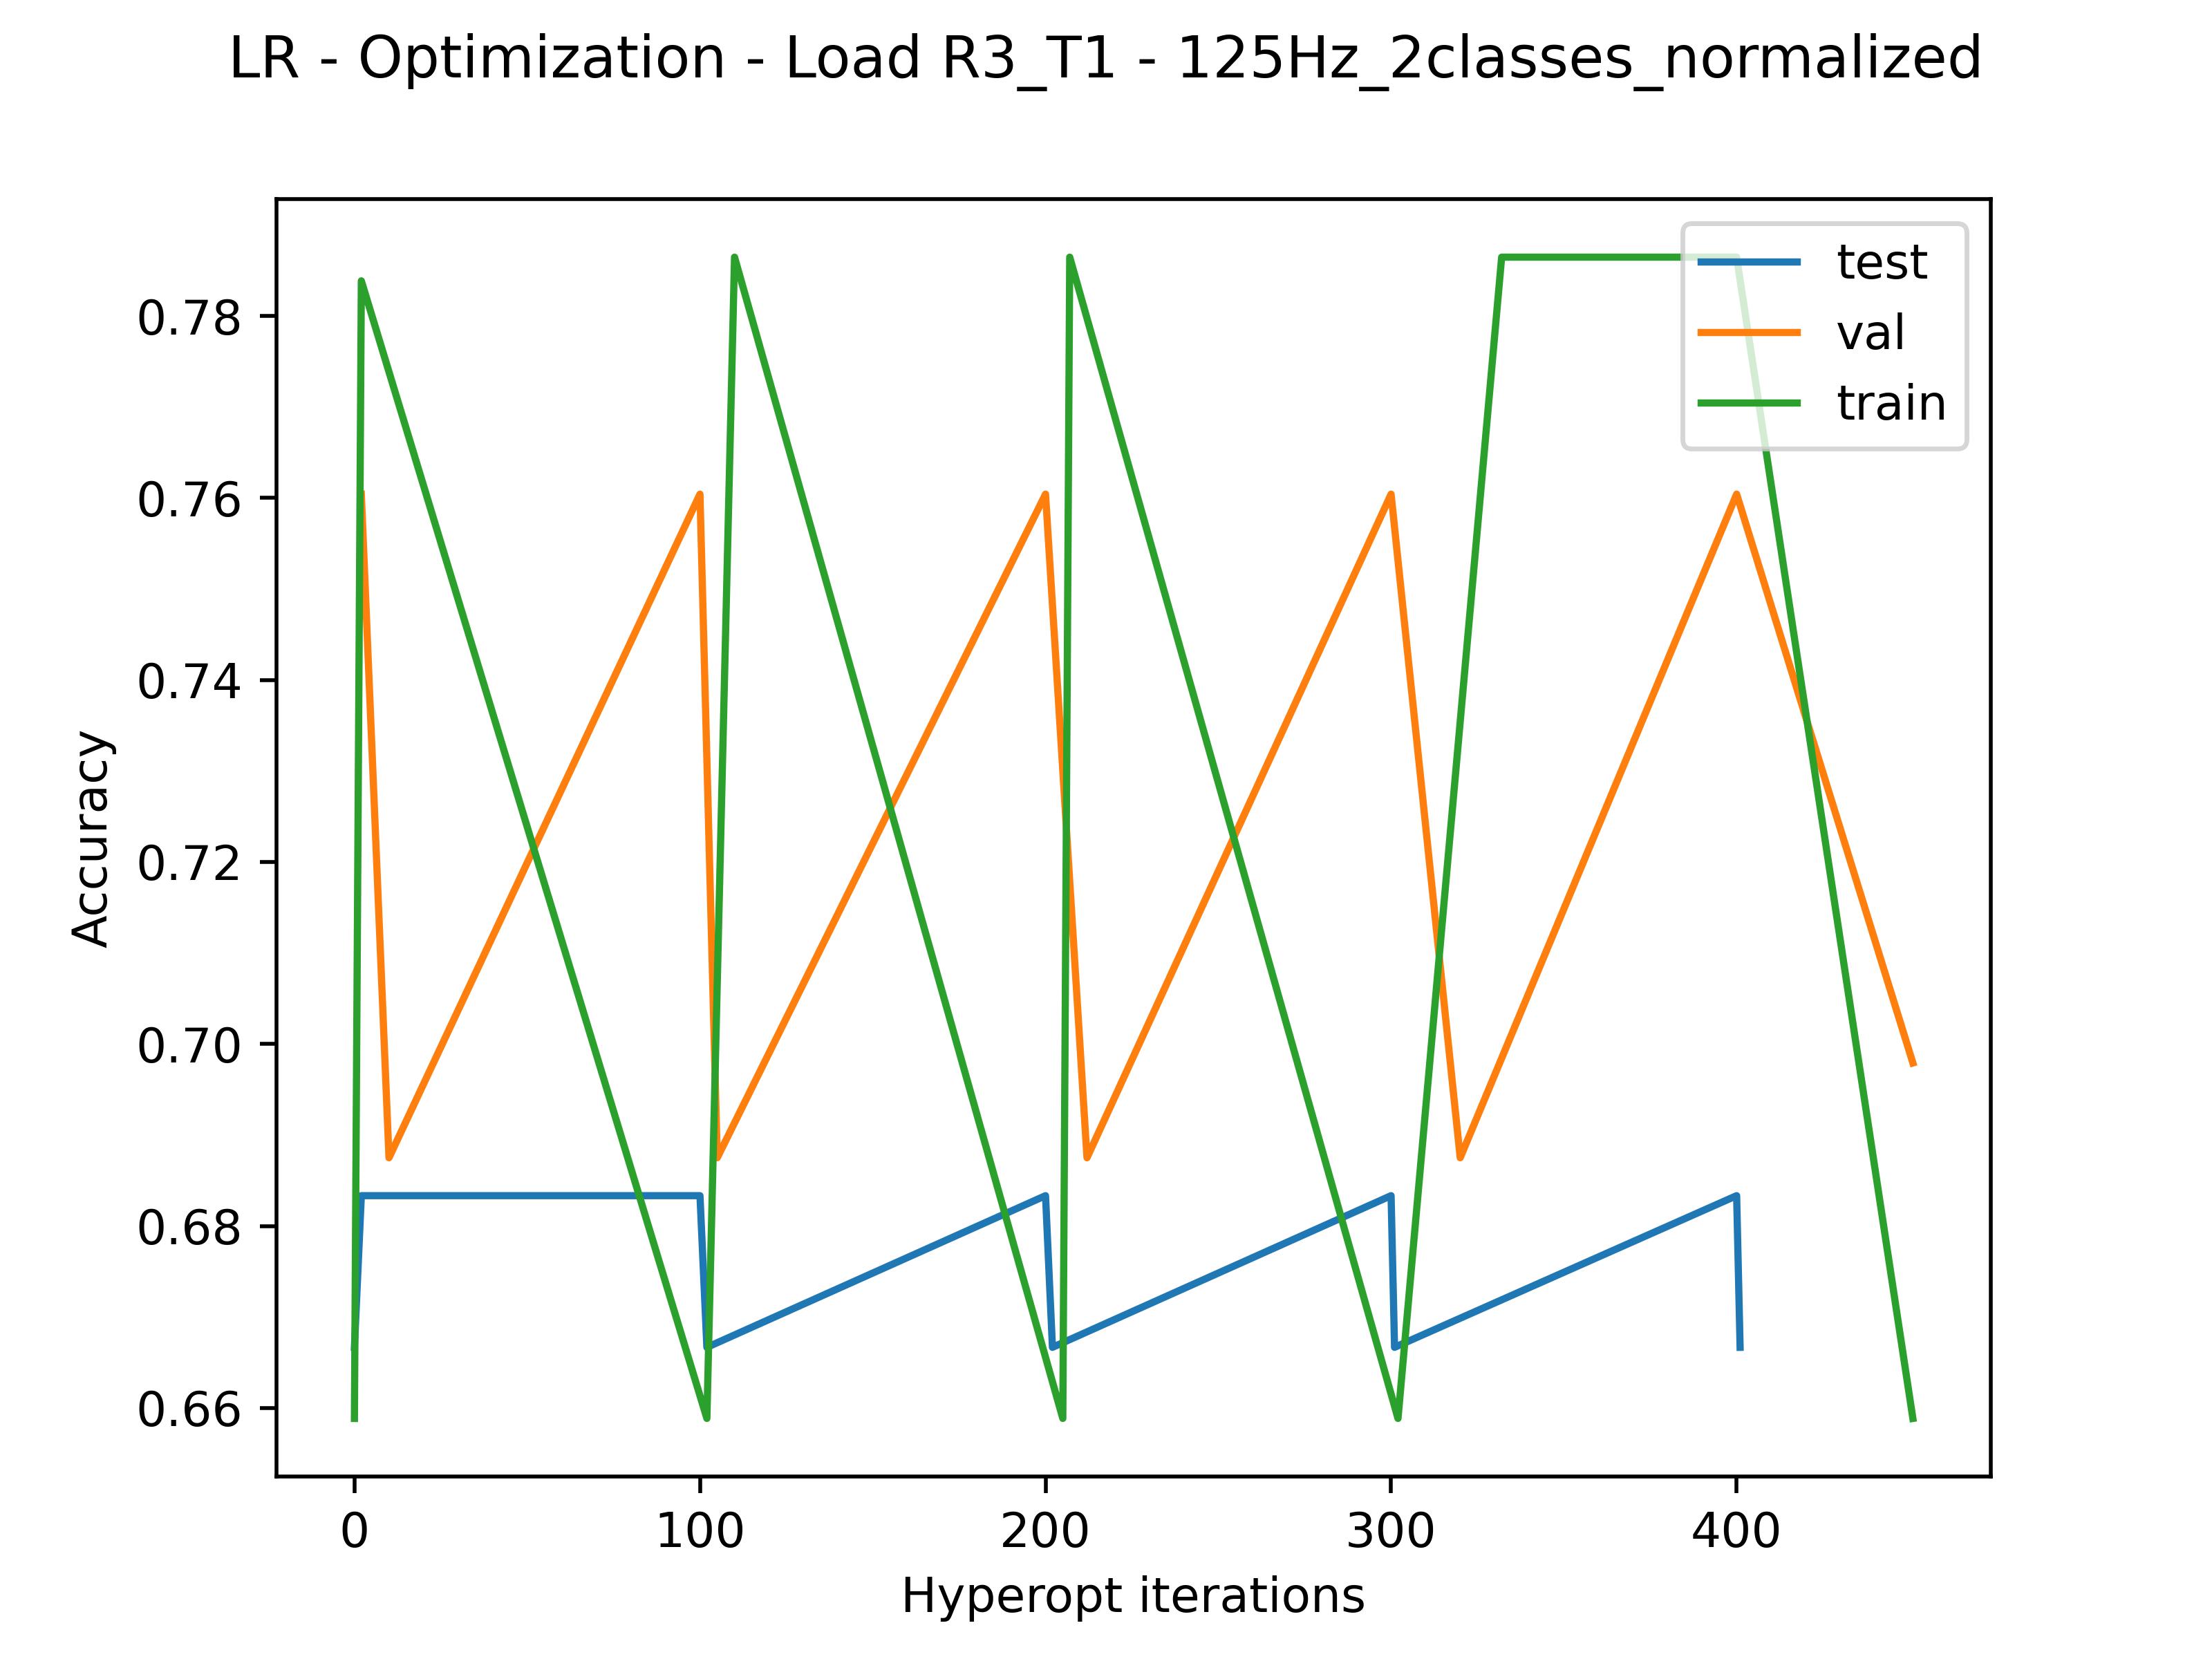 LR - Optimization - Load R3_T1 - 125Hz_2classes_normalized
test
val
train
0.78
0.76
0.74
0.72
0.70
0.68
0.66
Accuracy
0 100 200 300 400
Hyperopt iterations